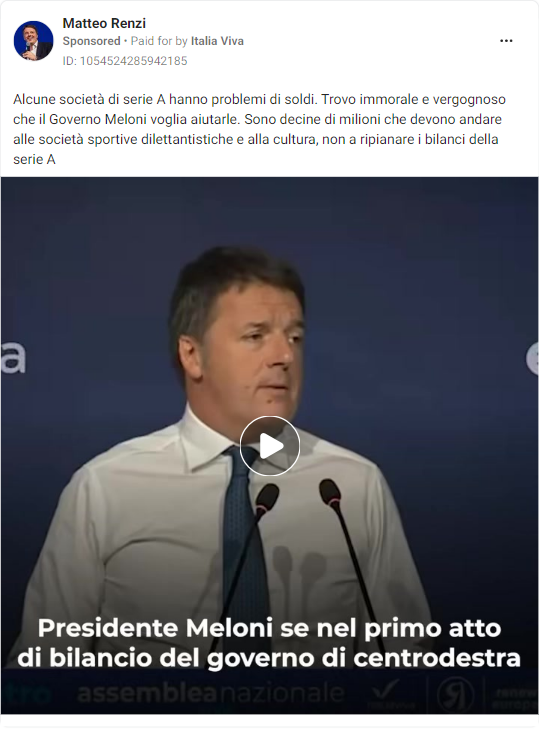 Matteo Renzi
Sponsored • Paid for by Italia Viva
ID: 1054524285942185
Alcune società di serie A hanno problemi di soldi. Trovo immorale e vergognoso
che il Governo Meloni voglia aiutarle. Sono decine di milioni che devono andare
alle società sportive dilettantistiche e alla cultura, non a ripianare i bilanci della
serie A
a
e
Presidente Meloni se nel primo atto
di bilancio del governo di centrodestra
tro assembleanazionale
renew
europe